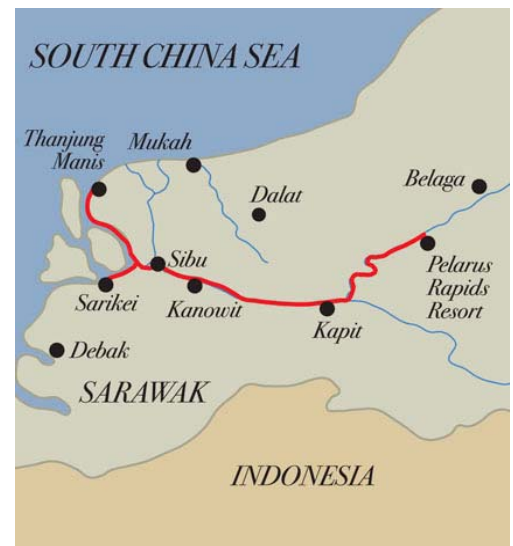 SOUTH CHINA SEA
Thanjung
Manis
Mukah
Belaga
Dalat
Sibu
Pelarus
Rapids
Resort
Sarikei
Kanowit
Kapit
Debak
SARAWAK
INDONESIA